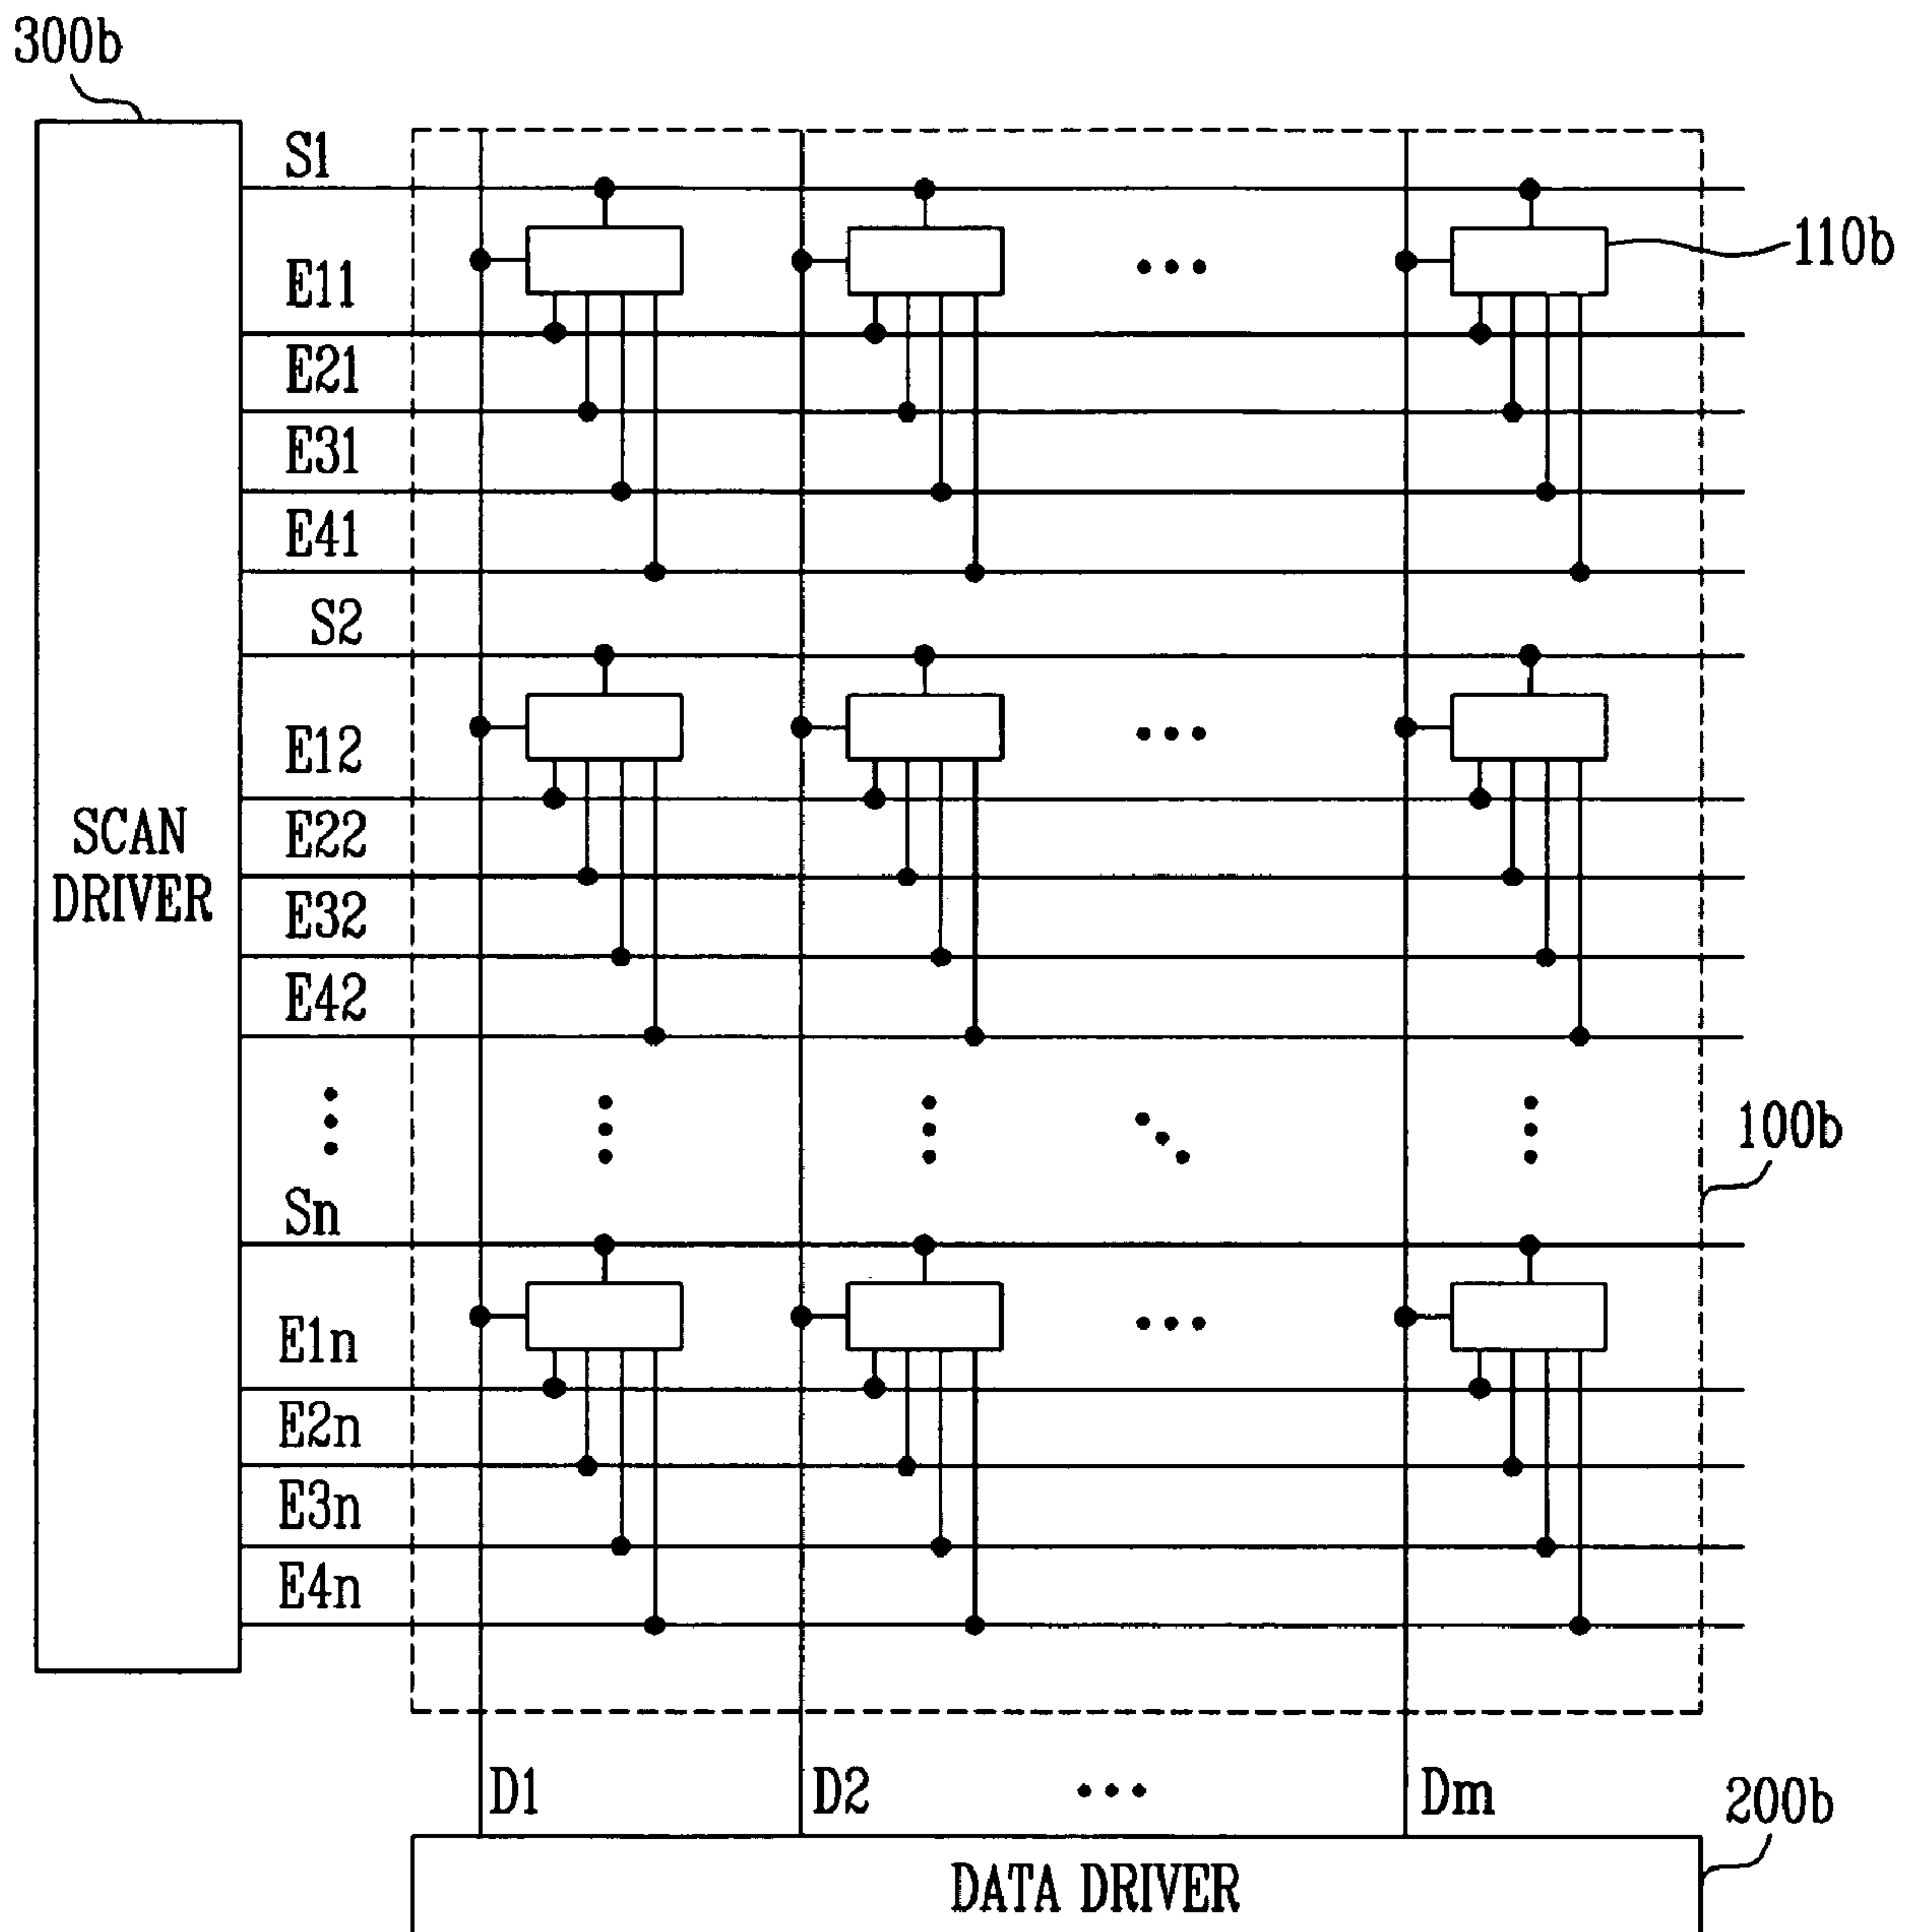 300b
S1
110b
E11
E21
E31
E41
S2
E12
SCAN
DRIVER
E22
E32
E42
100b
Sn
E1n
E2n
E3n
E4n
D1 D2 ... Dm
200b
DATA DRIVER